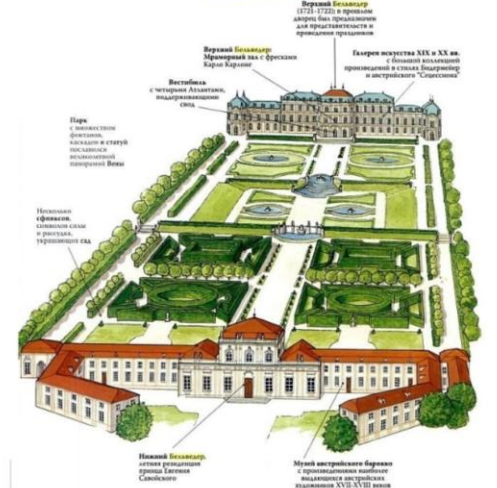 Верхний Бельведер
(1721-1722): в прошлом
дворец был предназначен
для представительств и
проведения праздников
Верхний Бельведер:
Мраморный зал с фресками
Карло Карлоне
Галереи искусства XIX и XX вв.
с большой коллекцией
произведений в стилях Бидермейер
и австрийского "Сецессиона"
Вестибюль
с четырьмя Атлантами,
поддерживающими
свод
Парк
с множеством
фонтанов,
каскадов и статуй
пославился
великолепной
панорамой Вены
Несколько
сфинксов,
символов силы
и рассудка,
украшающих сад
Нижний Бельведер,
летняя резиденция
принца Евгения
Савойского
Музей австрийского барокко
с произведениями наиболее
выдающихся австрийских
художников XVII-XVIII веков